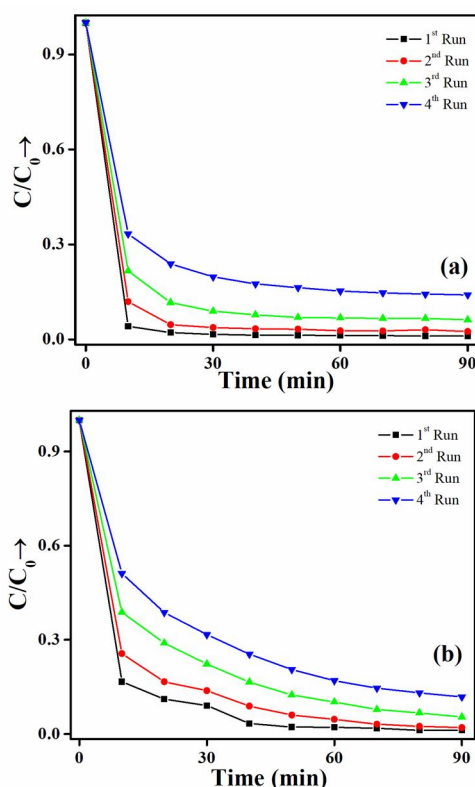 1st Run
2nd Run
3rd Run
4th Run
C/C0→
0.9
0.6
0.3
0.0
(a)
0 30 60 90
Time (min)
1st Run
2nd Run
3rd Run
4th Run
C/C0→
0.9
0.6
0.3
0.0
(b)
0 30 60 90
Time (min)